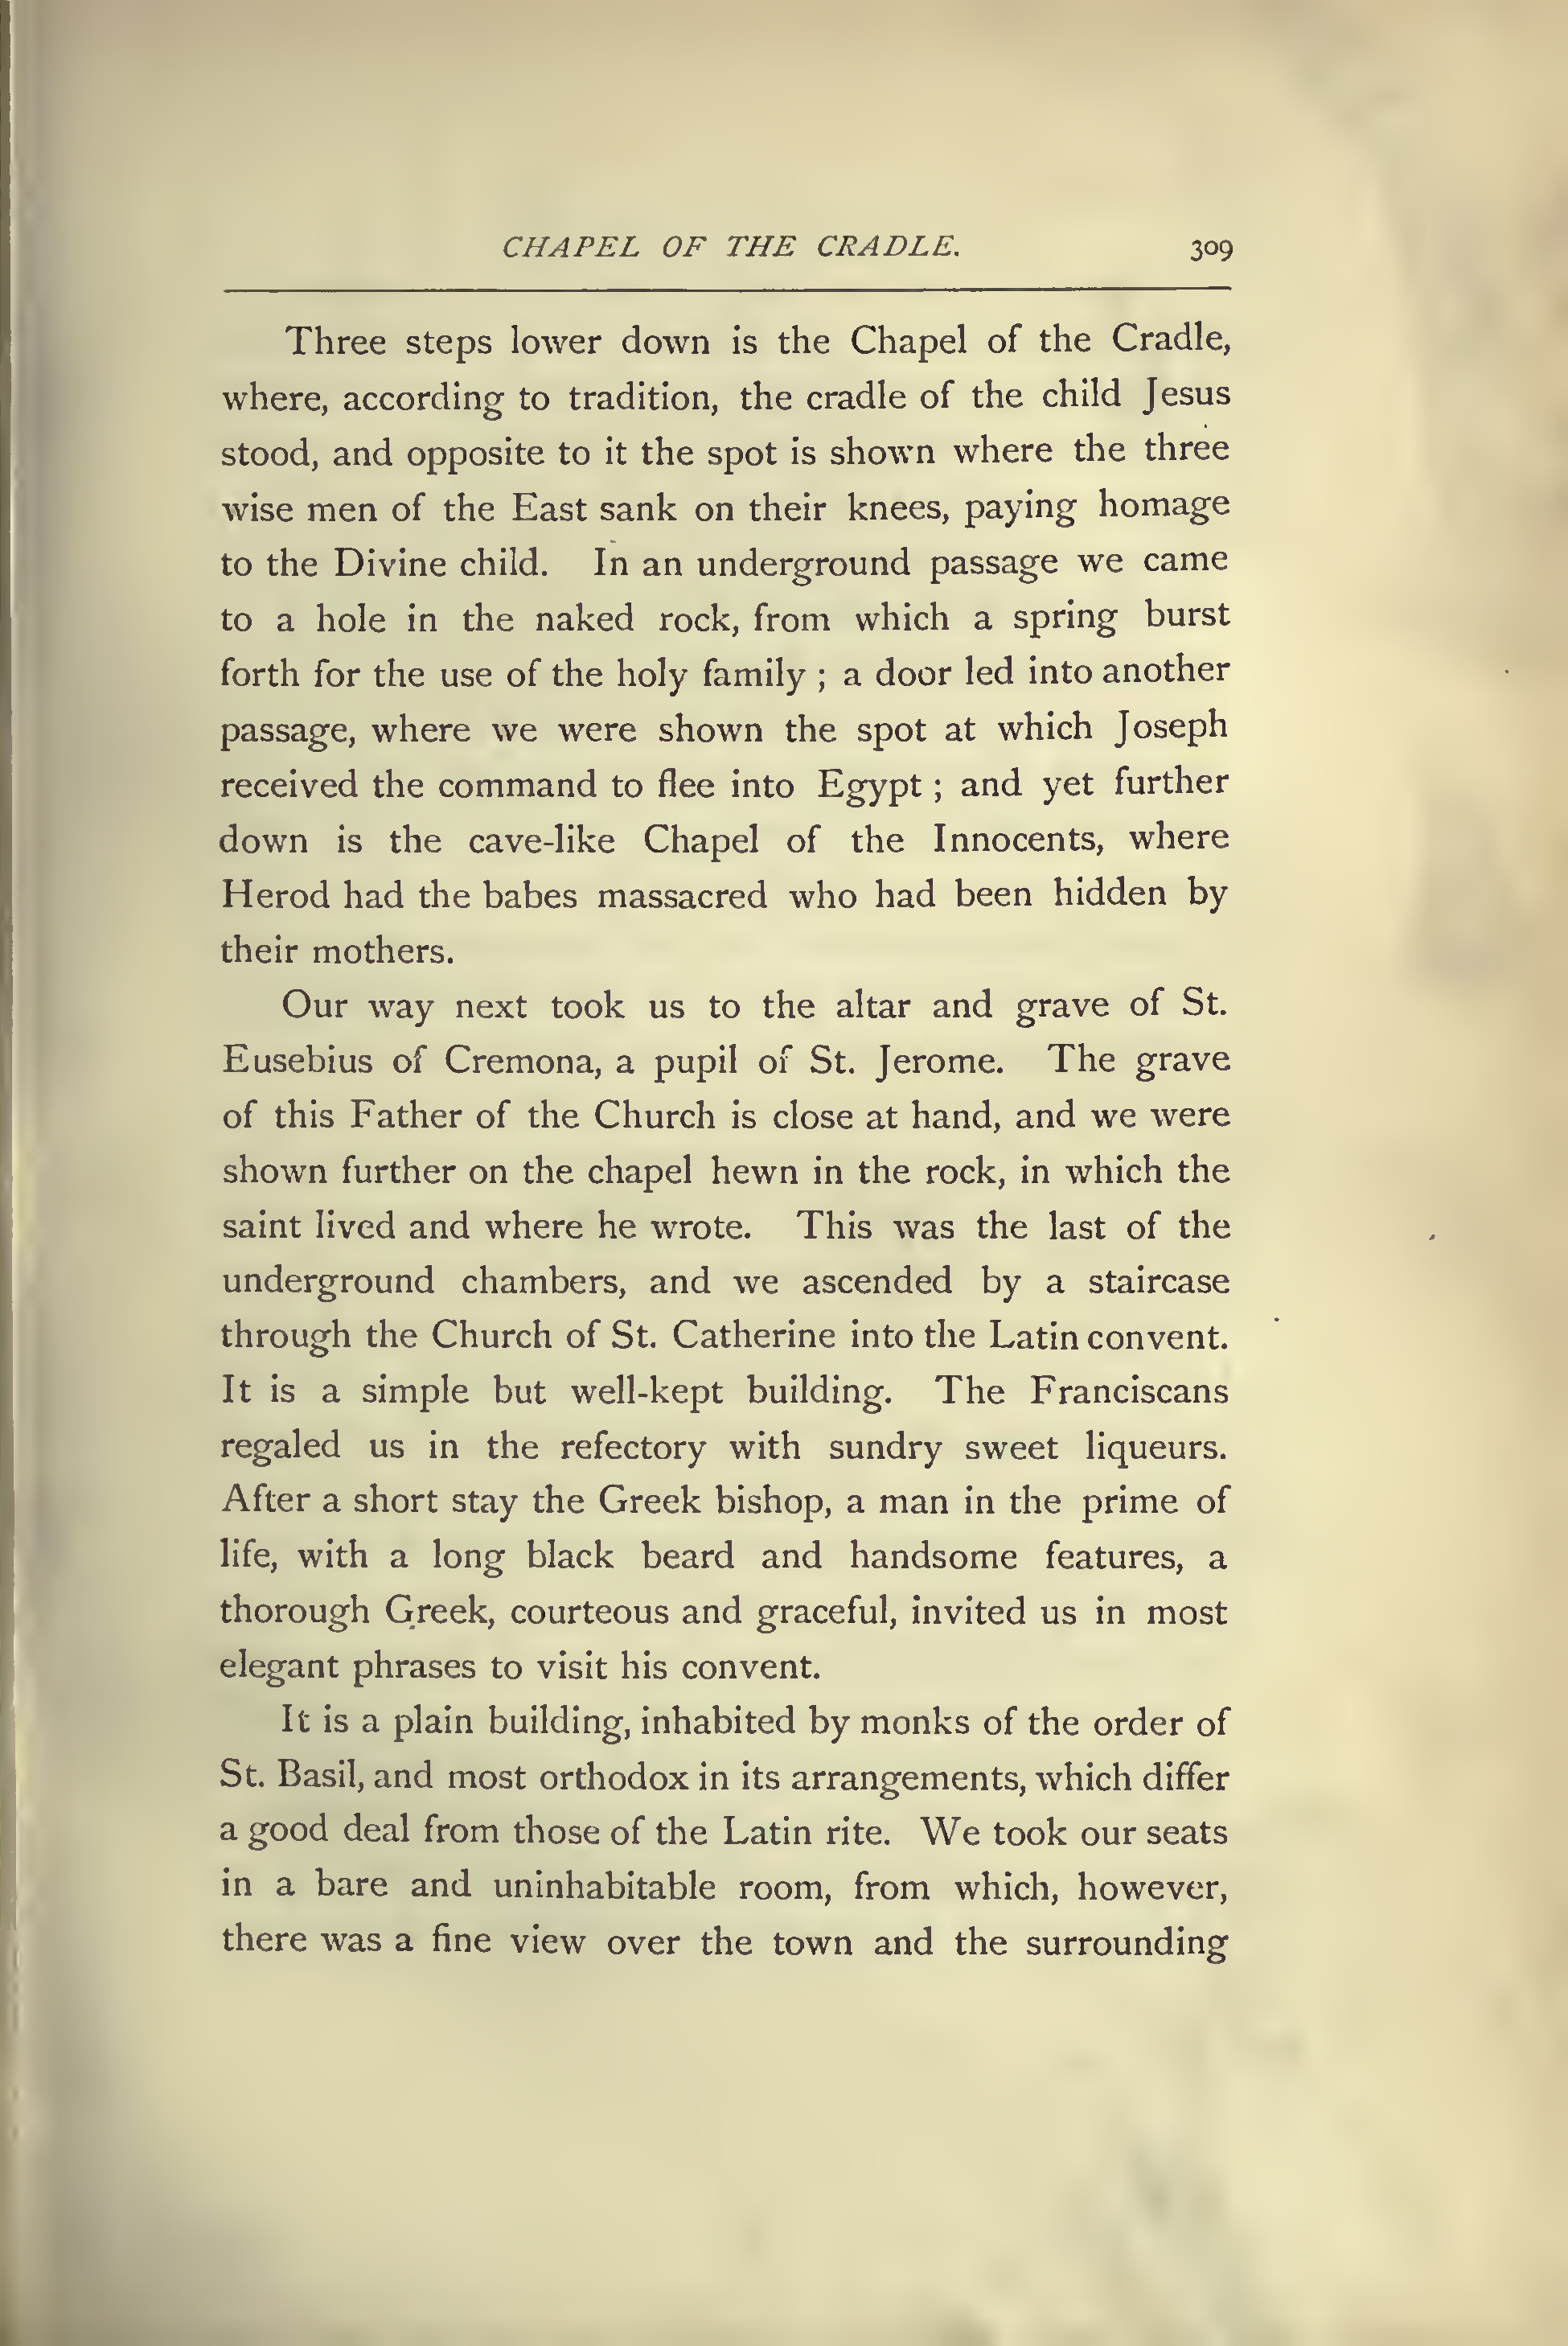 CHAPEL OF THE CRADLE. 309
Three steps lower down is the Chapel of the Cradle,
where, according to tradition, the cradle of the child Jesus
stood, and opposite to it the spot is shown where the three
wise men of the East sank on their knees, paying homage
to the Divine child. In an underground passage we came
to a hole in the naked rock, from which a spring burst
forth for the use of the holy family ; a door led into another
passage, where we were shown the spot at which Joseph
received the command to flee into Egypt ; and yet further
down is the cave-like Chapel of the Innocents, where
Herod had the babes massacred who had been hidden by
their mothers.
Our way next took us to the altar and grave of St.
Eusebius of Cremona, a pupil of St. Jerome. The grave
of this Father of the Church is close at hand, and we were
shown further on the chapel hewn in the rock, in which the
saint lived and where he wrote. This was the last of the
underground chambers, and we ascended by a staircase
through the Church of St. Catherine into the Latin convent.
It is a simple but well-kept building. The Franciscans
regaled us in the refectory with sundry sweet liqueurs.
After a short stay the Greek bishop, a man in the prime of
life, with a long black beard and handsome features, a
thorough Greek, courteous and graceful, invited us in most
elegant phrases to visit his convent.
It is a plain building, inhabited by monks of the order of
St. Basil, and most orthodox in its arrangements, which differ
a good deal from those of the Latin rite. We took our seats
in a bare and uninhabitable room, from which, however,
there was a fine view over the town and the surrounding